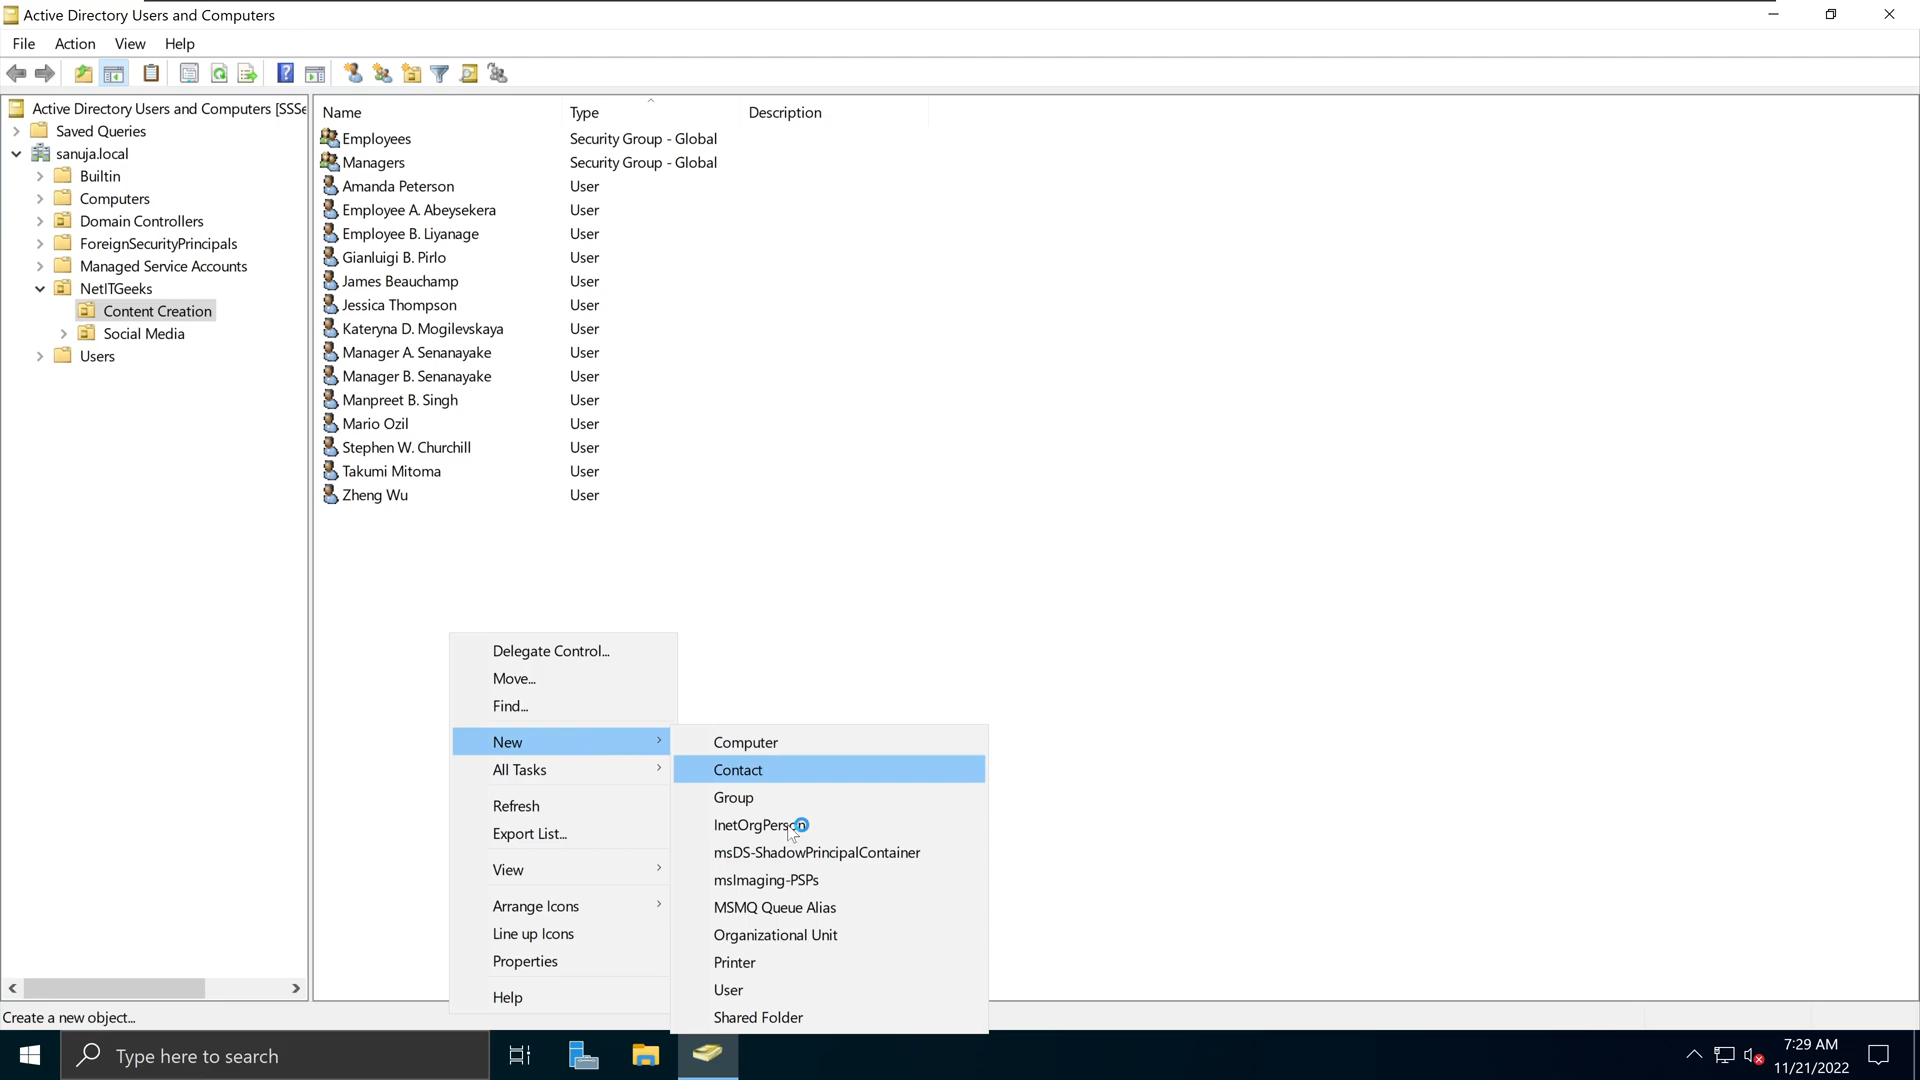 Active Directory Users and Computers
File Action View Help
Active Directory Users and Computers [SSSe
Saved Queries
sanuja.local
Builtin
Computers
Domain Controllers
ForeignSecurityPrincipals
Managed Service Accounts
NetITGeeks
Content Creation
Social Media
Users
Name Type Description
Employees Security Group - Global
Managers Security Group - Global
Amanda Peterson User
Employee A. Abeysekera User
Employee B. Liyanage User
Gianluigi B. Pirlo User
James Beauchamp User
Jessica Thompson User
Kateryna D. Mogilevskaya User
Manager A. Senanayake User
Manager B. Senanayake User
Manpreet B. Singh User
Mario Ozil User
Stephen W. Churchill User
Takumi Mitoma User
Zheng Wu User
Delegate Control...
Move...
Find...
New
All Tasks
Refresh
Export List...
View
Arrange Icons
Line up Icons
Properties
Help
Computer
Contact
Group
InetOrgPerson
msDS-ShadowPrincipalContainer
msImaging-PSPs
MSMQ Queue Alias
Organizational Unit
Printer
User
Shared Folder
Create a new object...
Type here to search
7:29 AM
11/21/2022